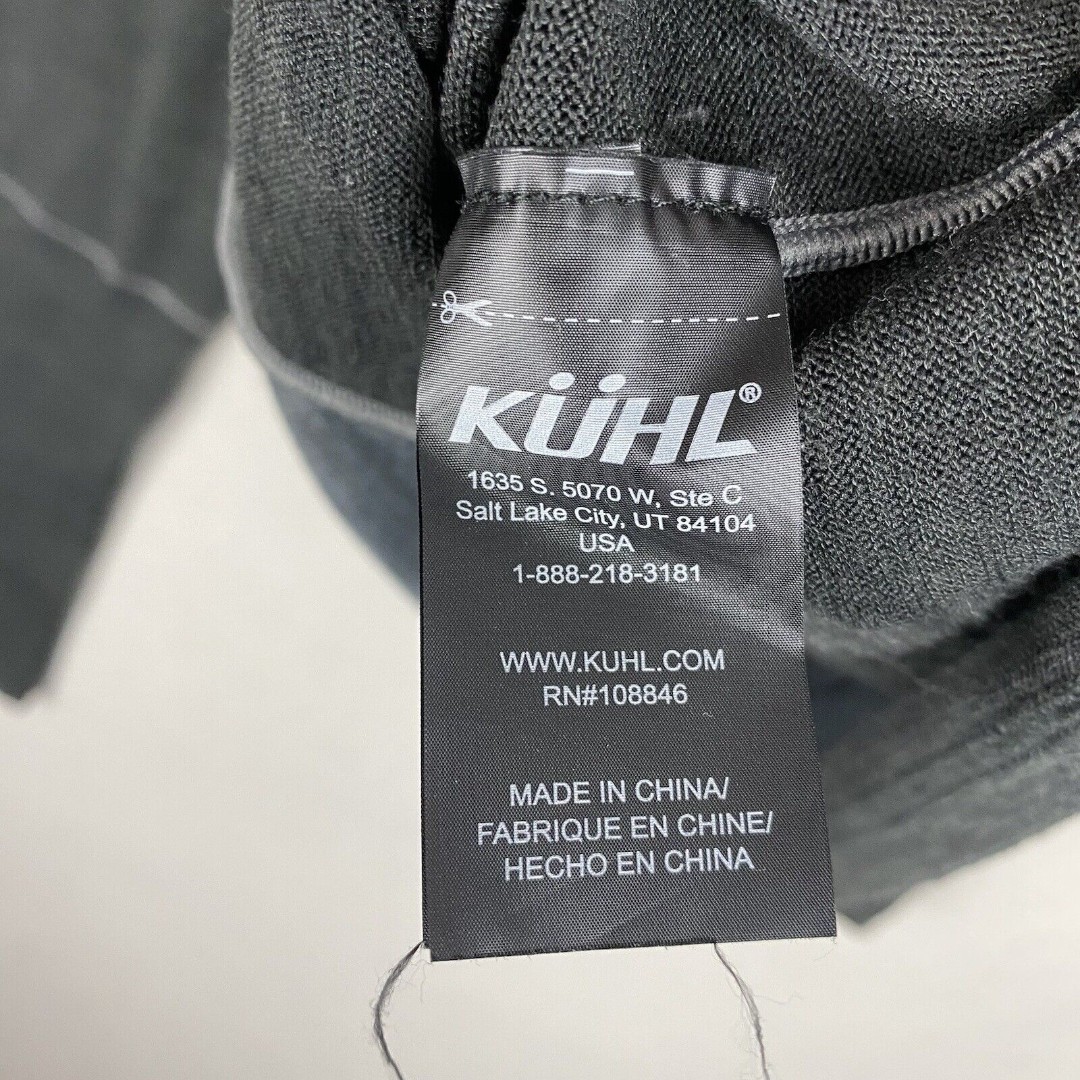 KÜHL®
1635 S. 5070 W, Ste C
Salt Lake City, UT 84104
USA
1-888-218-3181
WWW.KUHL.COM
RN#108846
MADE IN CHINA/
FABRIQUE EN CHINE/
HECHO EN CHINA